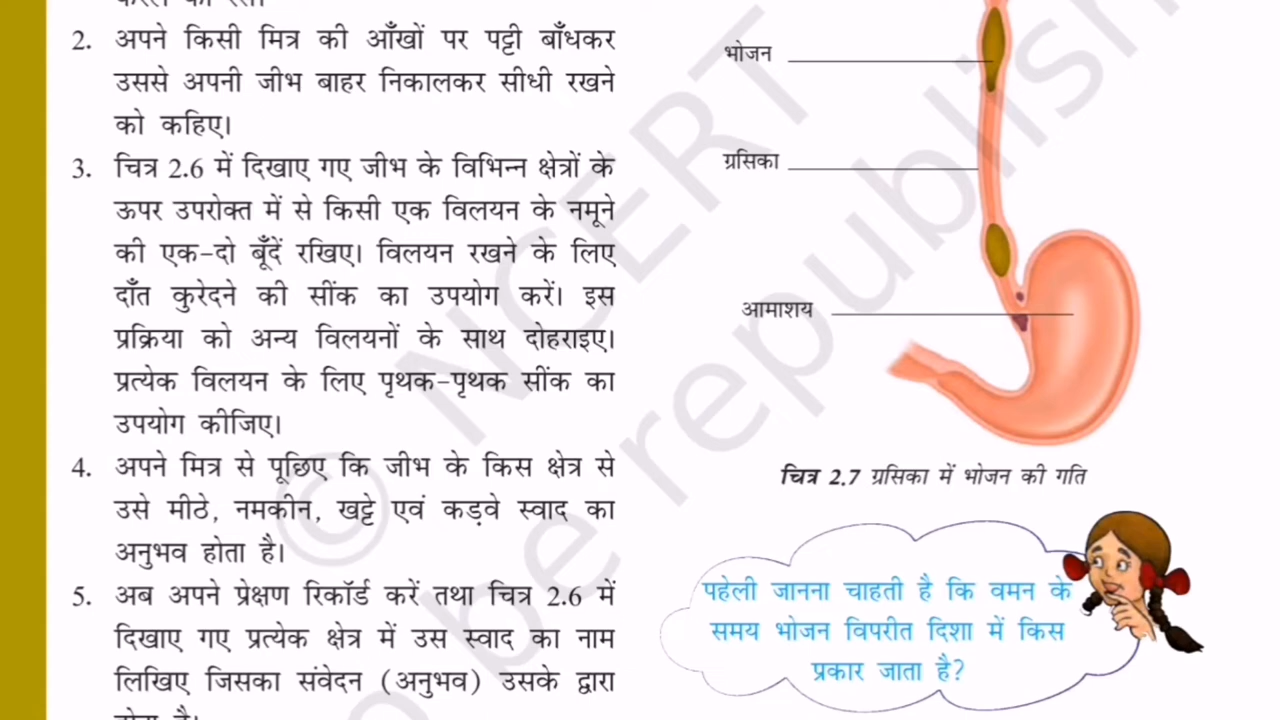 2. अपने किसी मित्र की आँखों पर पट्टी बाँधकर
उससे अपनी जीभ बाहर निकालकर सीधी रखने
को कहिए।
3. चित्र 2.6 में दिखाए गए जीभ के विभिन्न क्षेत्रों के
ऊपर उपरोक्त में से किसी एक विलयन के नमूने
की एक-दो बूँदें रखिए। विलयन रखने के लिए
दाँत कुरेदने की सींक का उपयोग करें। इस
प्रक्रिया को अन्य विलयनों के साथ दोहराइए।
प्रत्येक विलयन के लिए पृथक-पृथक सींक का
उपयोग कीजिए।
4. अपने मित्र से पूछिए कि जीभ के किस क्षेत्र से
उसे मीठे, नमकीन, खट्टे एवं कड़वे स्वाद का
अनुभव होता है।
5. अब अपने प्रेक्षण रिकॉर्ड करें तथा चित्र 2.6 में
दिखाए गए प्रत्येक क्षेत्र में उस स्वाद का नाम
लिखिए जिसका संवेदन (अनुभव) उसके द्वारा
भोजन
ग्रसिका
आमाशय
चित्र 2.7 ग्रसिका में भोजन की गति
पहेली जानना चाहती है कि वमन के
समय भोजन विपरीत दिशा में किस
प्रकार जाता है?
© NCERT
be republish